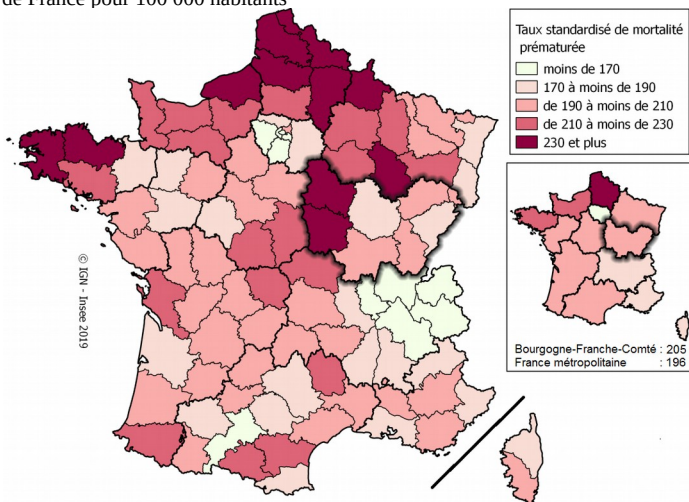 de France pour 100 000 habitants
Taux standardisé de mortalité
prématurée
moins de 170
170 à moins de 190
de 190 à moins de 210
de 210 à moins de 230
230 et plus
© IGN - Insee 2019
Bourgogne-Franche-Comté : 205
France métropolitaine : 196